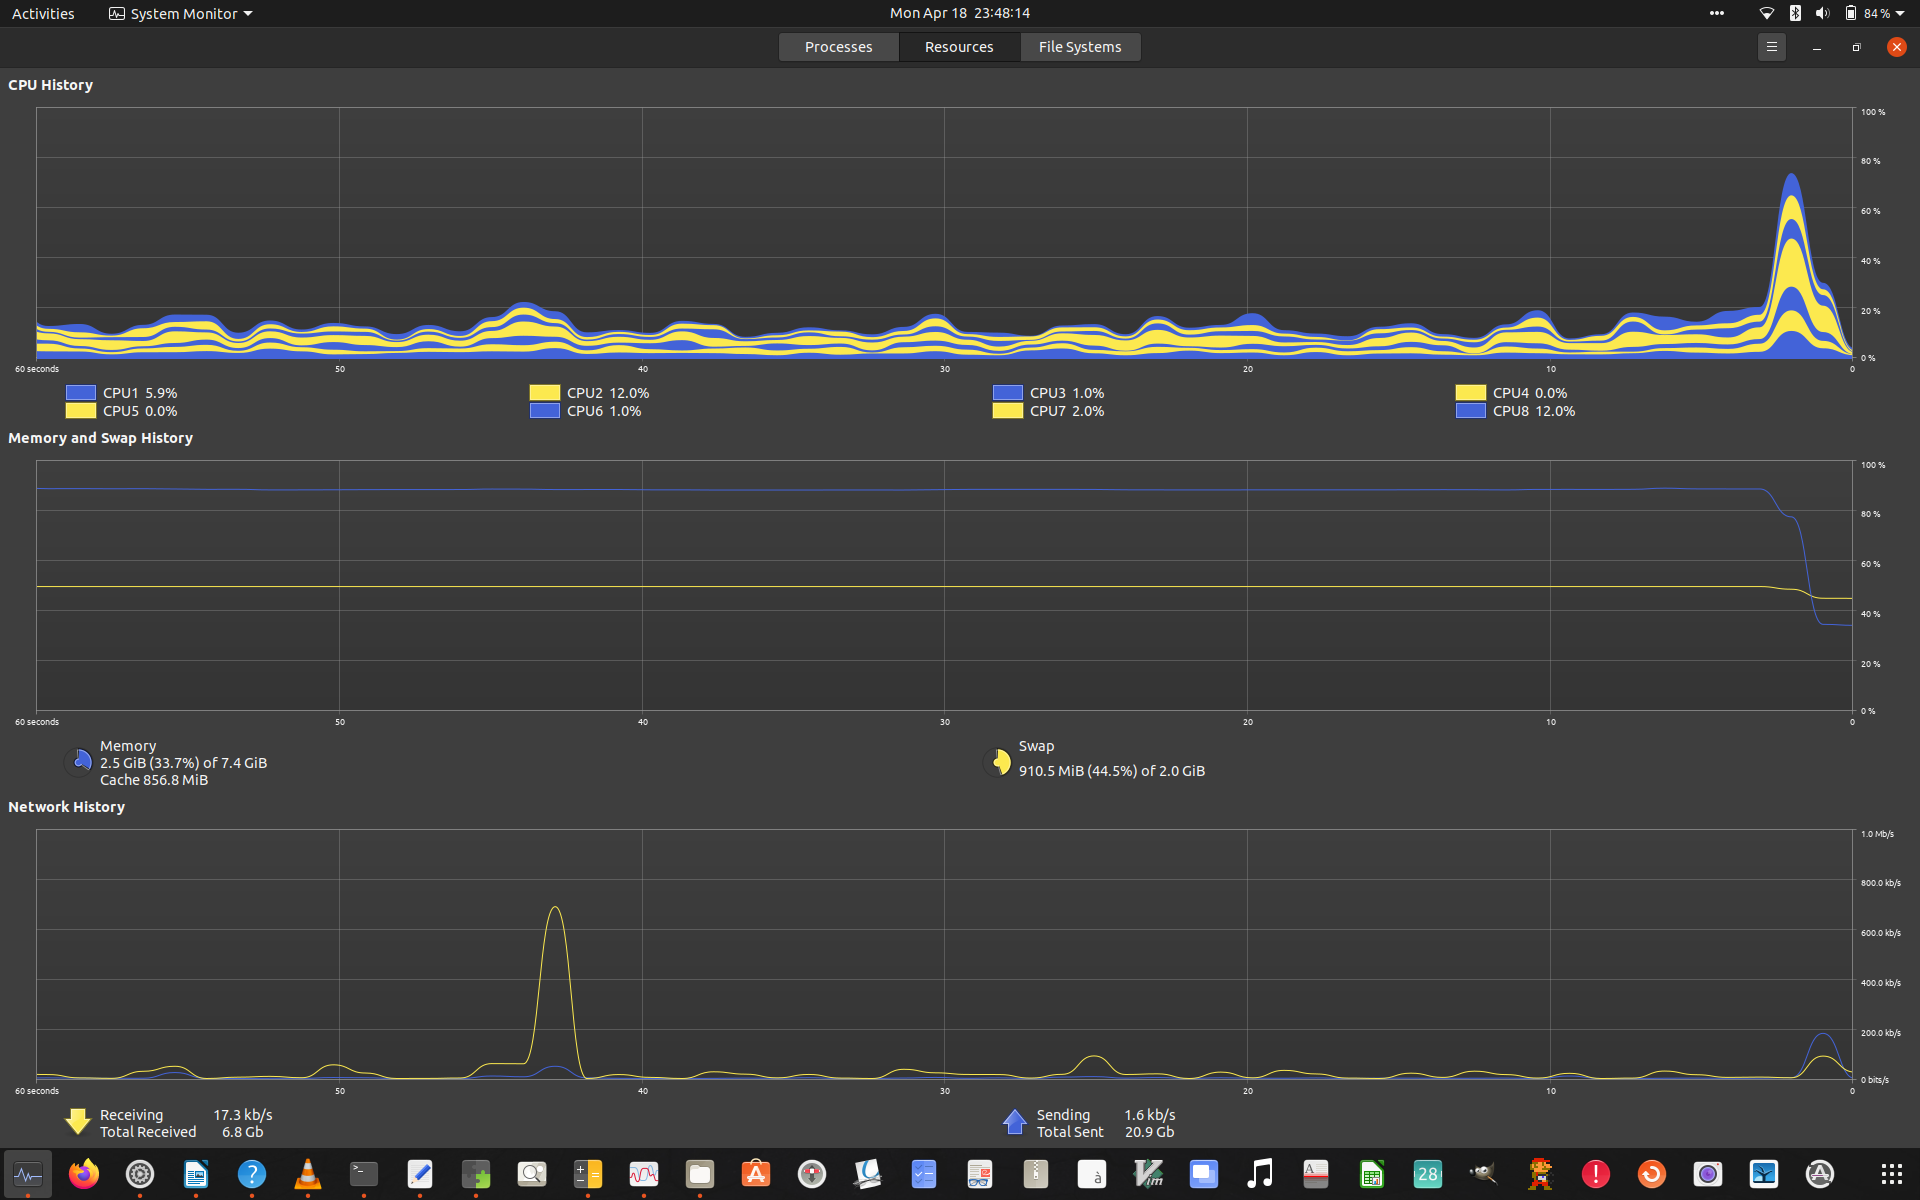 Activities System Monitor Mon Apr 18 23:48:14 84 %
Processes Resources File Systems
CPU History
100 %
80 %
60 %
40 %
20 %
0 %
60 seconds 50 40 30 20 10 0
CPU1 5.9% CPU2 12.0% CPU3 1.0% CPU4 0.0%
CPU5 0.0% CPU6 1.0% CPU7 2.0% CPU8 12.0%
Memory and Swap History
100 %
80 %
60 %
40 %
20 %
0 %
60 seconds 50 40 30 20 10 0
Memory
2.5 GiB (33.7%) of 7.4 GiB
Cache 856.8 MiB
Swap
910.5 MiB (44.5%) of 2.0 GiB
Network History
1.0 Mb/s
800.0 kb/s
600.0 kb/s
400.0 kb/s
200.0 kb/s
0 bits/s
60 seconds 50 40 30 20 10 0
Receiving 17.3 kb/s Sending 1.6 kb/s
Total Received 6.8 Gb Total Sent 20.9 Gb
? >_ A à Vim A 28 ! A